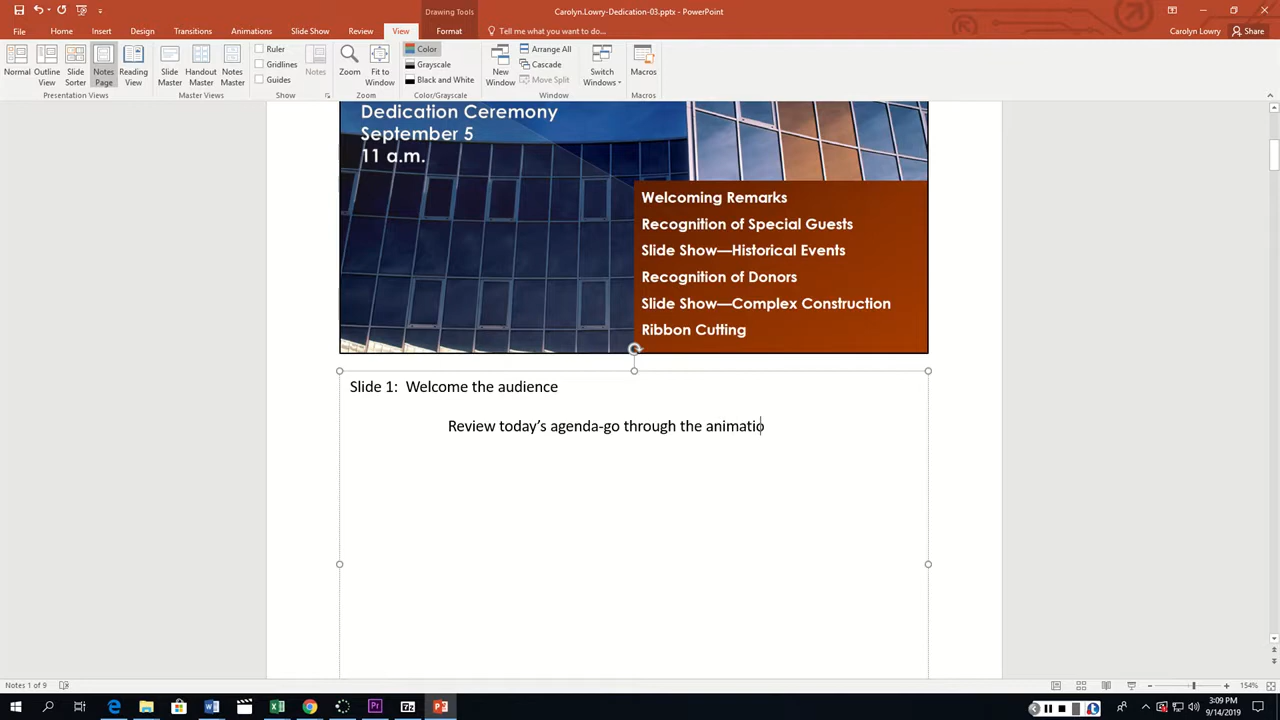 Drawing Tools
Carolyn.Lowry-Dedication-03.pptx - PowerPoint
File Home Insert Design Transitions Animations Slide Show Review View Format Tell me what you want to do... Carolyn Lowry Share
Normal Outline View Slide Sorter Notes Page Reading View
Presentation Views
Slide Master Handout Master Notes Master
Master Views
Ruler
Gridlines
Guides
Notes
Show
Zoom Fit to Window
Zoom
Color
Grayscale
Black and White
Color/Grayscale
New Window
Arrange All
Cascade
Move Split
Switch Windows
Window
Macros
Macros
Dedication Ceremony
September 5
11 a.m.
Welcoming Remarks
Recognition of Special Guests
Slide Show—Historical Events
Recognition of Donors
Slide Show—Complex Construction
Ribbon Cutting
Slide 1: Welcome the audience
Review today’s agenda-go through the animatio
Notes 1 of 9
154%
3:09 PM
9/14/2019